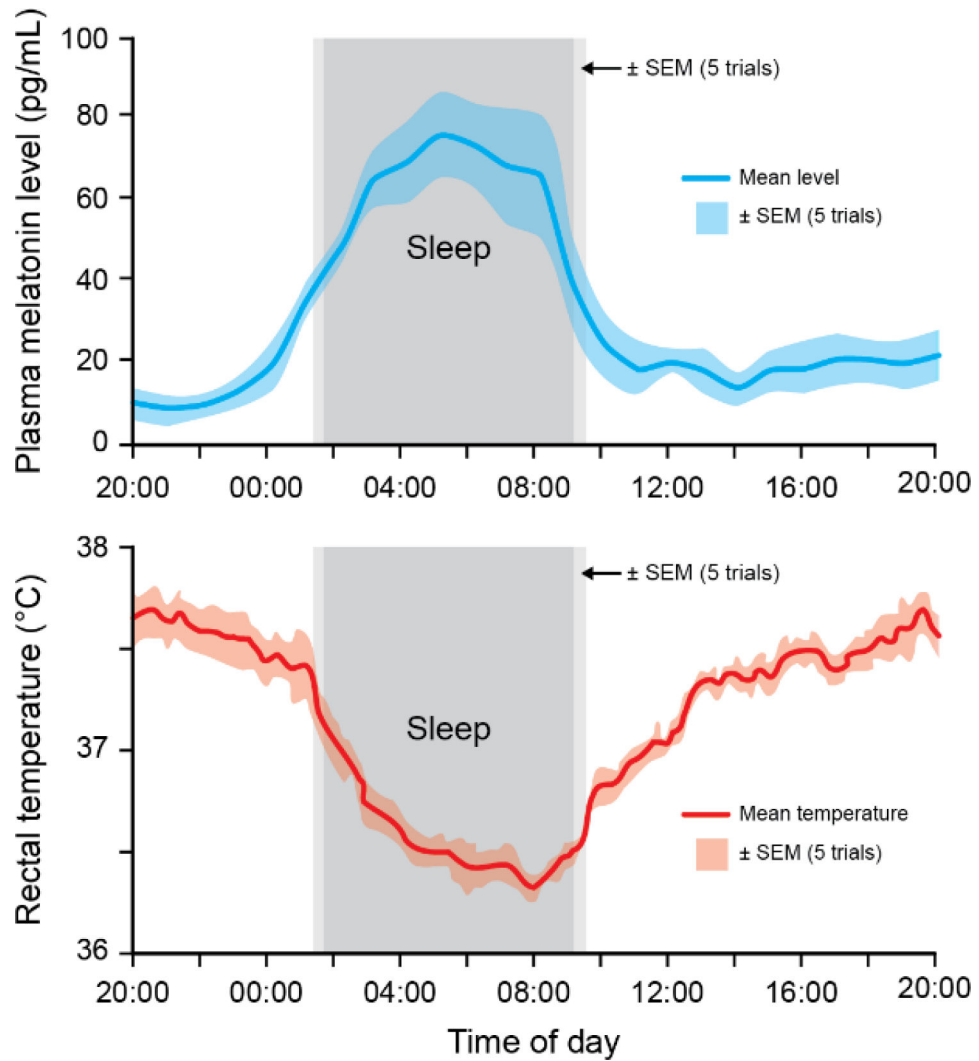 Plasma melatonin level (pg/mL)
100
80
60
40
20
0
± SEM (5 trials)
Mean level
± SEM (5 trials)
Sleep
20:00 00:00 04:00 08:00 12:00 16:00 20:00
Rectal temperature (°C)
38
37
36
± SEM (5 trials)
Sleep
Mean temperature
± SEM (5 trials)
20:00 00:00 04:00 08:00 12:00 16:00 20:00
Time of day